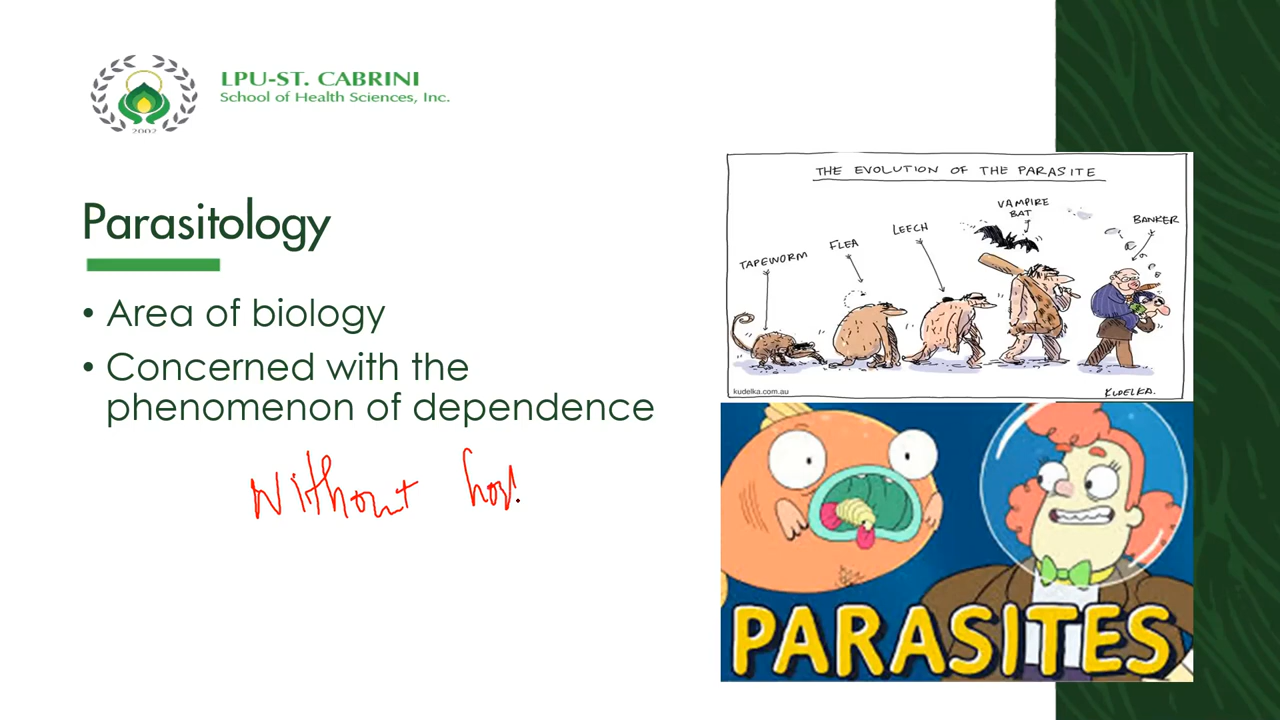 LPU-ST. CABRINI
School of Health Sciences, Inc.
2002
Parasitology
• Area of biology
• Concerned with the
phenomenon of dependence
Without
THE EVOLUTION OF THE PARASITE
TAPEWORM
FLEA
LEECH
VAMPIRE
BAT
BANKER
kudelka.com.au
KUDELKA.
PARASITES